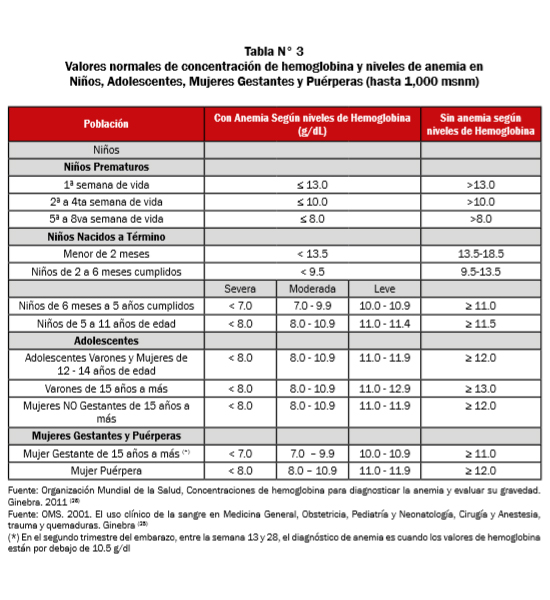 Tabla N° 3
Valores normales de concentración de hemoglobina y niveles de anemia en
Niños, Adolescentes, Mujeres Gestantes y Puérperas (hasta 1,000 msnm)
Población Con Anemia Según niveles de Hemoglobina (g/dL) Sin anemia según niveles de Hemoglobina
Niños
Niños Prematuros
1ª semana de vida ≤ 13.0 >13.0
2ª a 4ta semana de vida ≤ 10.0 >10.0
5ª a 8va semana de vida ≤ 8.0 >8.0
Niños Nacidos a Término
Menor de 2 meses < 13.5 13.5-18.5
Niños de 2 a 6 meses cumplidos < 9.5 9.5-13.5
Severa Moderada Leve
Niños de 6 meses a 5 años cumplidos < 7.0 7.0 - 9.9 10.0 - 10.9 ≥ 11.0
Niños de 5 a 11 años de edad < 8.0 8.0 - 10.9 11.0 - 11.4 ≥ 11.5
Adolescentes
Adolescentes Varones y Mujeres de 12 - 14 años de edad < 8.0 8.0 - 10.9 11.0 - 11.9 ≥ 12.0
Varones de 15 años a más < 8.0 8.0 - 10.9 11.0 - 12.9 ≥ 13.0
Mujeres NO Gestantes de 15 años a más < 8.0 8.0 - 10.9 11.0 - 11.9 ≥ 12.0
Mujeres Gestantes y Puérperas
Mujer Gestante de 15 años a más (*) < 7.0 7.0 – 9.9 10.0 - 10.9 ≥ 11.0
Mujer Puérpera < 8.0 8.0 – 10.9 11.0 - 11.9 ≥ 12.0
Fuente: Organización Mundial de la Salud, Concentraciones de hemoglobina para diagnosticar la anemia y evaluar su gravedad.
Ginebra. 2011
Fuente: OMS. 2001. El uso clínico de la sangre en Medicina General, Obstetricia, Pediatría y Neonatología, Cirugía y Anestesia,
trauma y quemaduras. Ginebra
(*) En el segundo trimestre del embarazo, entre la semana 13 y 28, el diagnóstico de anemia es cuando los valores de hemoglobina
están por debajo de 10.5 g/dl